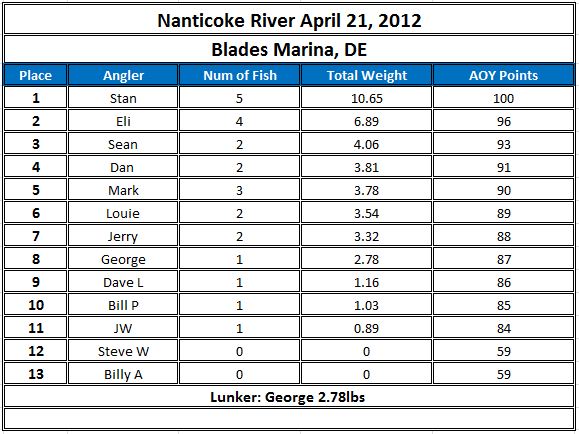 Nanticoke River April 21, 2012
Blades Marina, DE
Place Angler Num of Fish Total Weight AOY Points
1 Stan 5 10.65 100
2 Eli 4 6.89 96
3 Sean 2 4.06 93
4 Dan 2 3.81 91
5 Mark 3 3.78 90
6 Louie 2 3.54 89
7 Jerry 2 3.32 88
8 George 1 2.78 87
9 Dave L 1 1.16 86
10 Bill P 1 1.03 85
11 JW 1 0.89 84
12 Steve W 0 0 59
13 Billy A 0 0 59
Lunker: George 2.78lbs